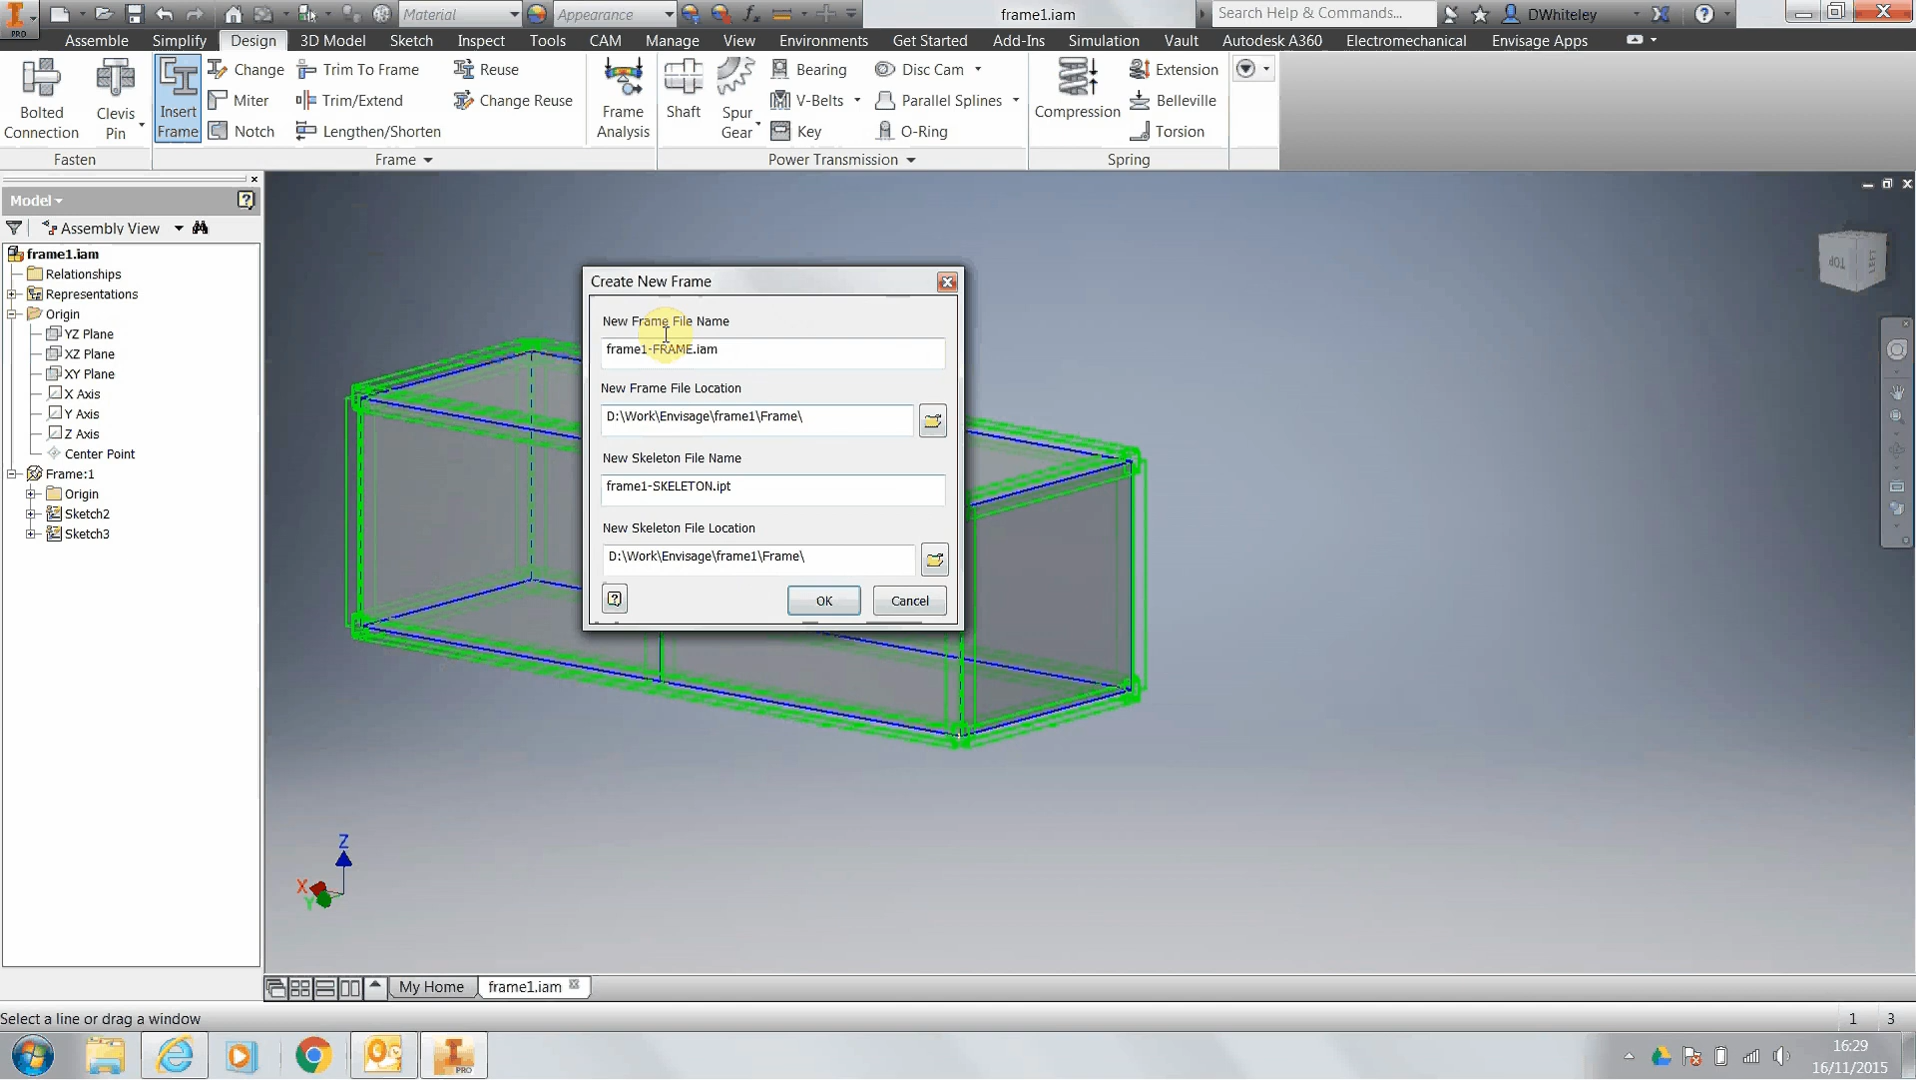 Material
Appearance
frame1.iam
Search Help & Commands...
DWhiteley
PRO
Assemble
Simplify
Design
3D Model
Sketch
Inspect
Tools
CAM
Manage
View
Environments
Get Started
Add-Ins
Simulation
Vault
Autodesk A360
Electromechanical
Envisage Apps
Bolted
Connection
Clevis
Pin
Insert
Frame
Change
Miter
Notch
Trim To Frame
Trim/Extend
Lengthen/Shorten
Reuse
Change Reuse
Frame
Analysis
Shaft
Spur
Gear
Bearing
V-Belts
Key
Disc Cam
Parallel Splines
O-Ring
Compression
Extension
Belleville
Torsion
Fasten
Frame
Power Transmission
Spring
Model
Assembly View
frame1.iam
Relationships
Representations
Origin
YZ Plane
XZ Plane
XY Plane
X Axis
Y Axis
Z Axis
Center Point
Frame:1
Origin
Sketch2
Sketch3
TOP
LEFT
Create New Frame
New Frame File Name
frame1-FRAME.iam
New Frame File Location
D:\Work\Envisage\frame1\Frame\
New Skeleton File Name
frame1-SKELETON.ipt
New Skeleton File Location
D:\Work\Envisage\frame1\Frame\
OK
Cancel
Z
X
Y
My Home
frame1.iam
Select a line or drag a window
1
3
PRO
16:29
16/11/2015